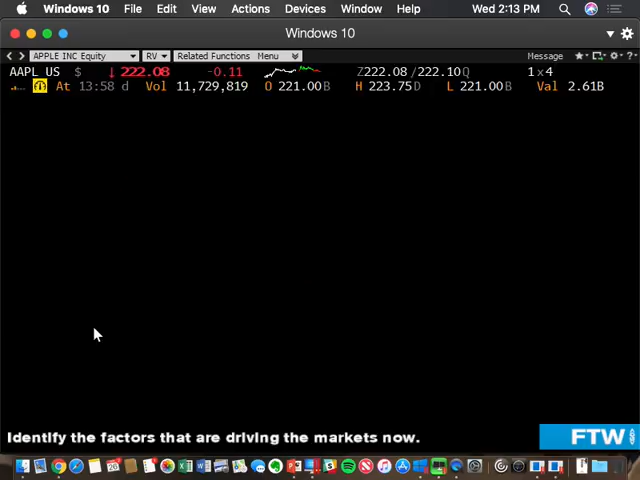 Windows 10 File Edit View Actions Devices Window Help Wed 2:13 PM
Windows 10
APPLE INC Equity RV Related Functions Menu Message
AAPL US $ ↓ 222.08 -0.11 Z222.08 /222.10Q 1x4
At 13:58 d Vol 11,729,819 O 221.00B H 223.75D L 221.00B Val 2.61B
Identify the factors that are driving the markets now. FTW